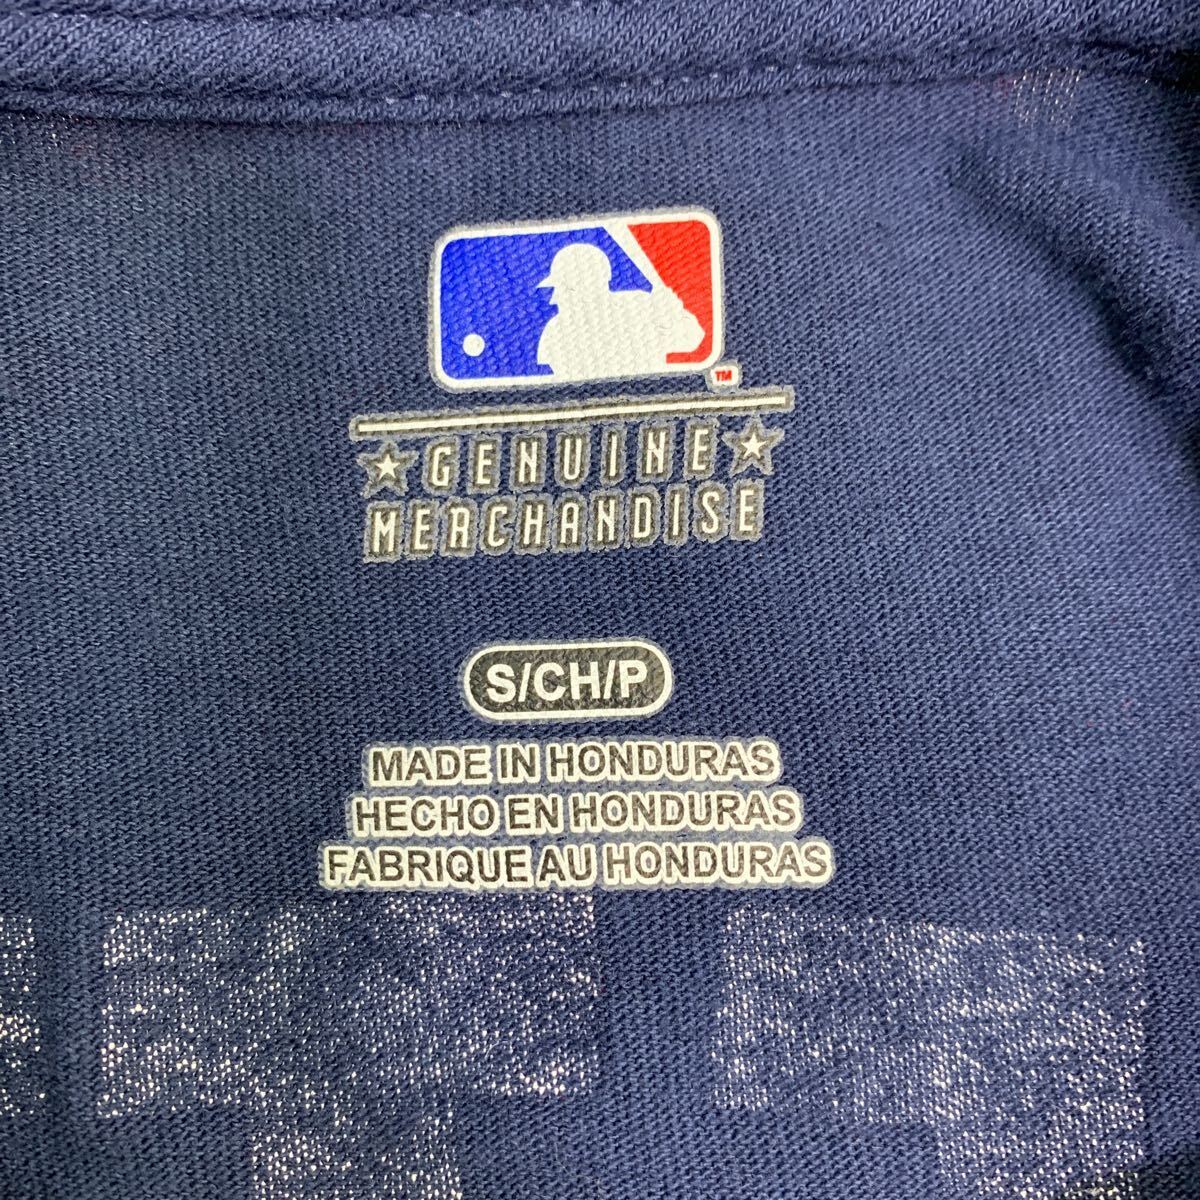 TM
GENUINE
MERCHANDISE
S/CH/P
MADE IN HONDURAS
HECHO EN HONDURAS
FABRIQUE AU HONDURAS